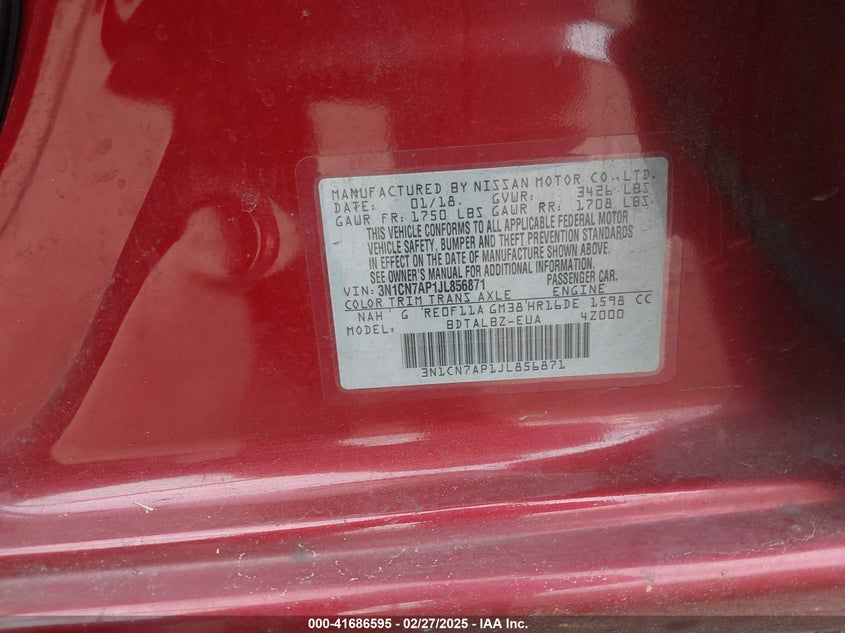 MANUFACTURED BY NISSAN MOTOR CO., LTD.
DATE: 01/18. GVWR: 3426 LBS
GAWR FR: 1750 LBS GAWR RR: 1708 LBS
THIS VEHICLE CONFORMS TO ALL APPLICABLE FEDERAL MOTOR
VEHICLE SAFETY, BUMPER AND THEFT PREVENTION STANDARDS
IN EFFECT ON THE DATE OF MANUFACTURE SHOWN ABOVE.
SEE OWNER'S MANUAL FOR ADDITIONAL INFORMATION.
VIN: 3N1CN7AP1JL856871 PASSENGER CAR.
COLOR TRIM TRANS AXLE ENGINE
NAH G RE0F11A GM38 HR16DE 1598 CC
MODEL: BDTALBZ-EUA 4Z000
3N1CN7AP1JL856871
000-41686595 - 02/27/2025 - IAA, Inc.